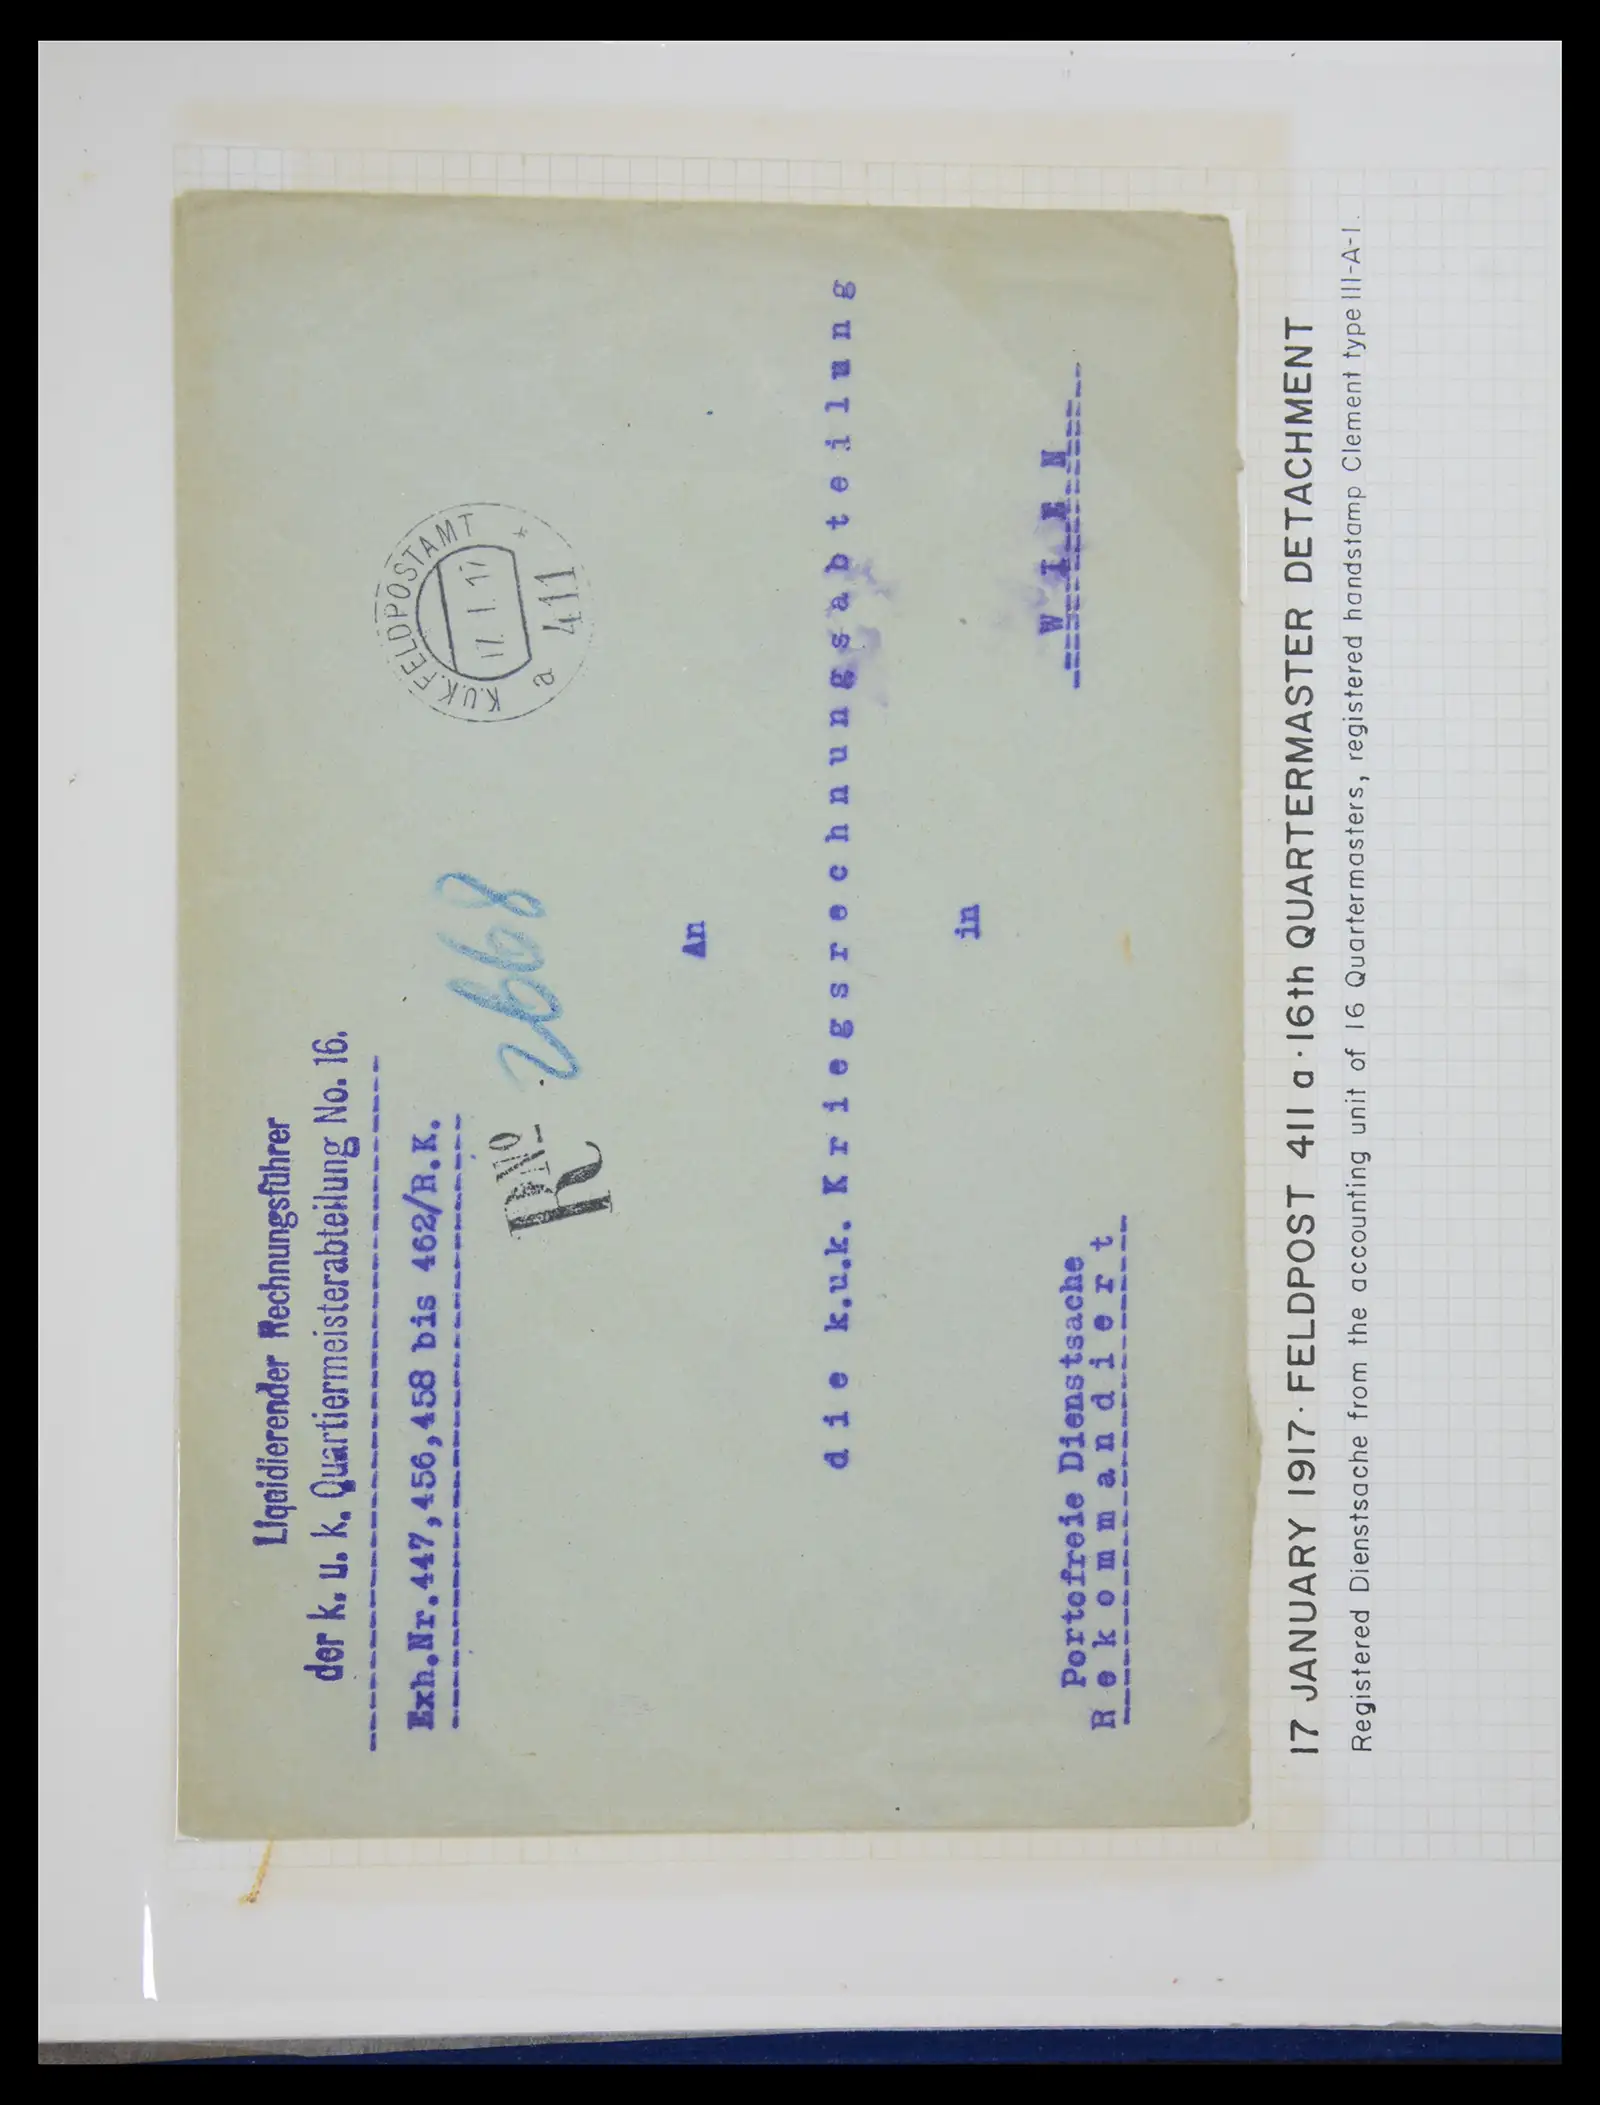 Liquidierender Rechnungsführer
der k. u. k. Quartiermeisterabteilung No. 16.
Exh.Nr.447,456,458 bis 462/R.K.
RNo 2668
K.U.K. FELDPOSTAMT
17. I. 17
a 411 *
An
die k.u.k. Kriegsrechnungsabteilung
in
WIEN
Portofreie Dienstsache
Rekommandiert
17 JANUARY 1917 · FELDPOST 411 a · 16th QUARTERMASTER DETACHMENT
Registered Dienstsache from the accounting unit of 16 Quartermasters, registered handstamp Clement type III-A-1.